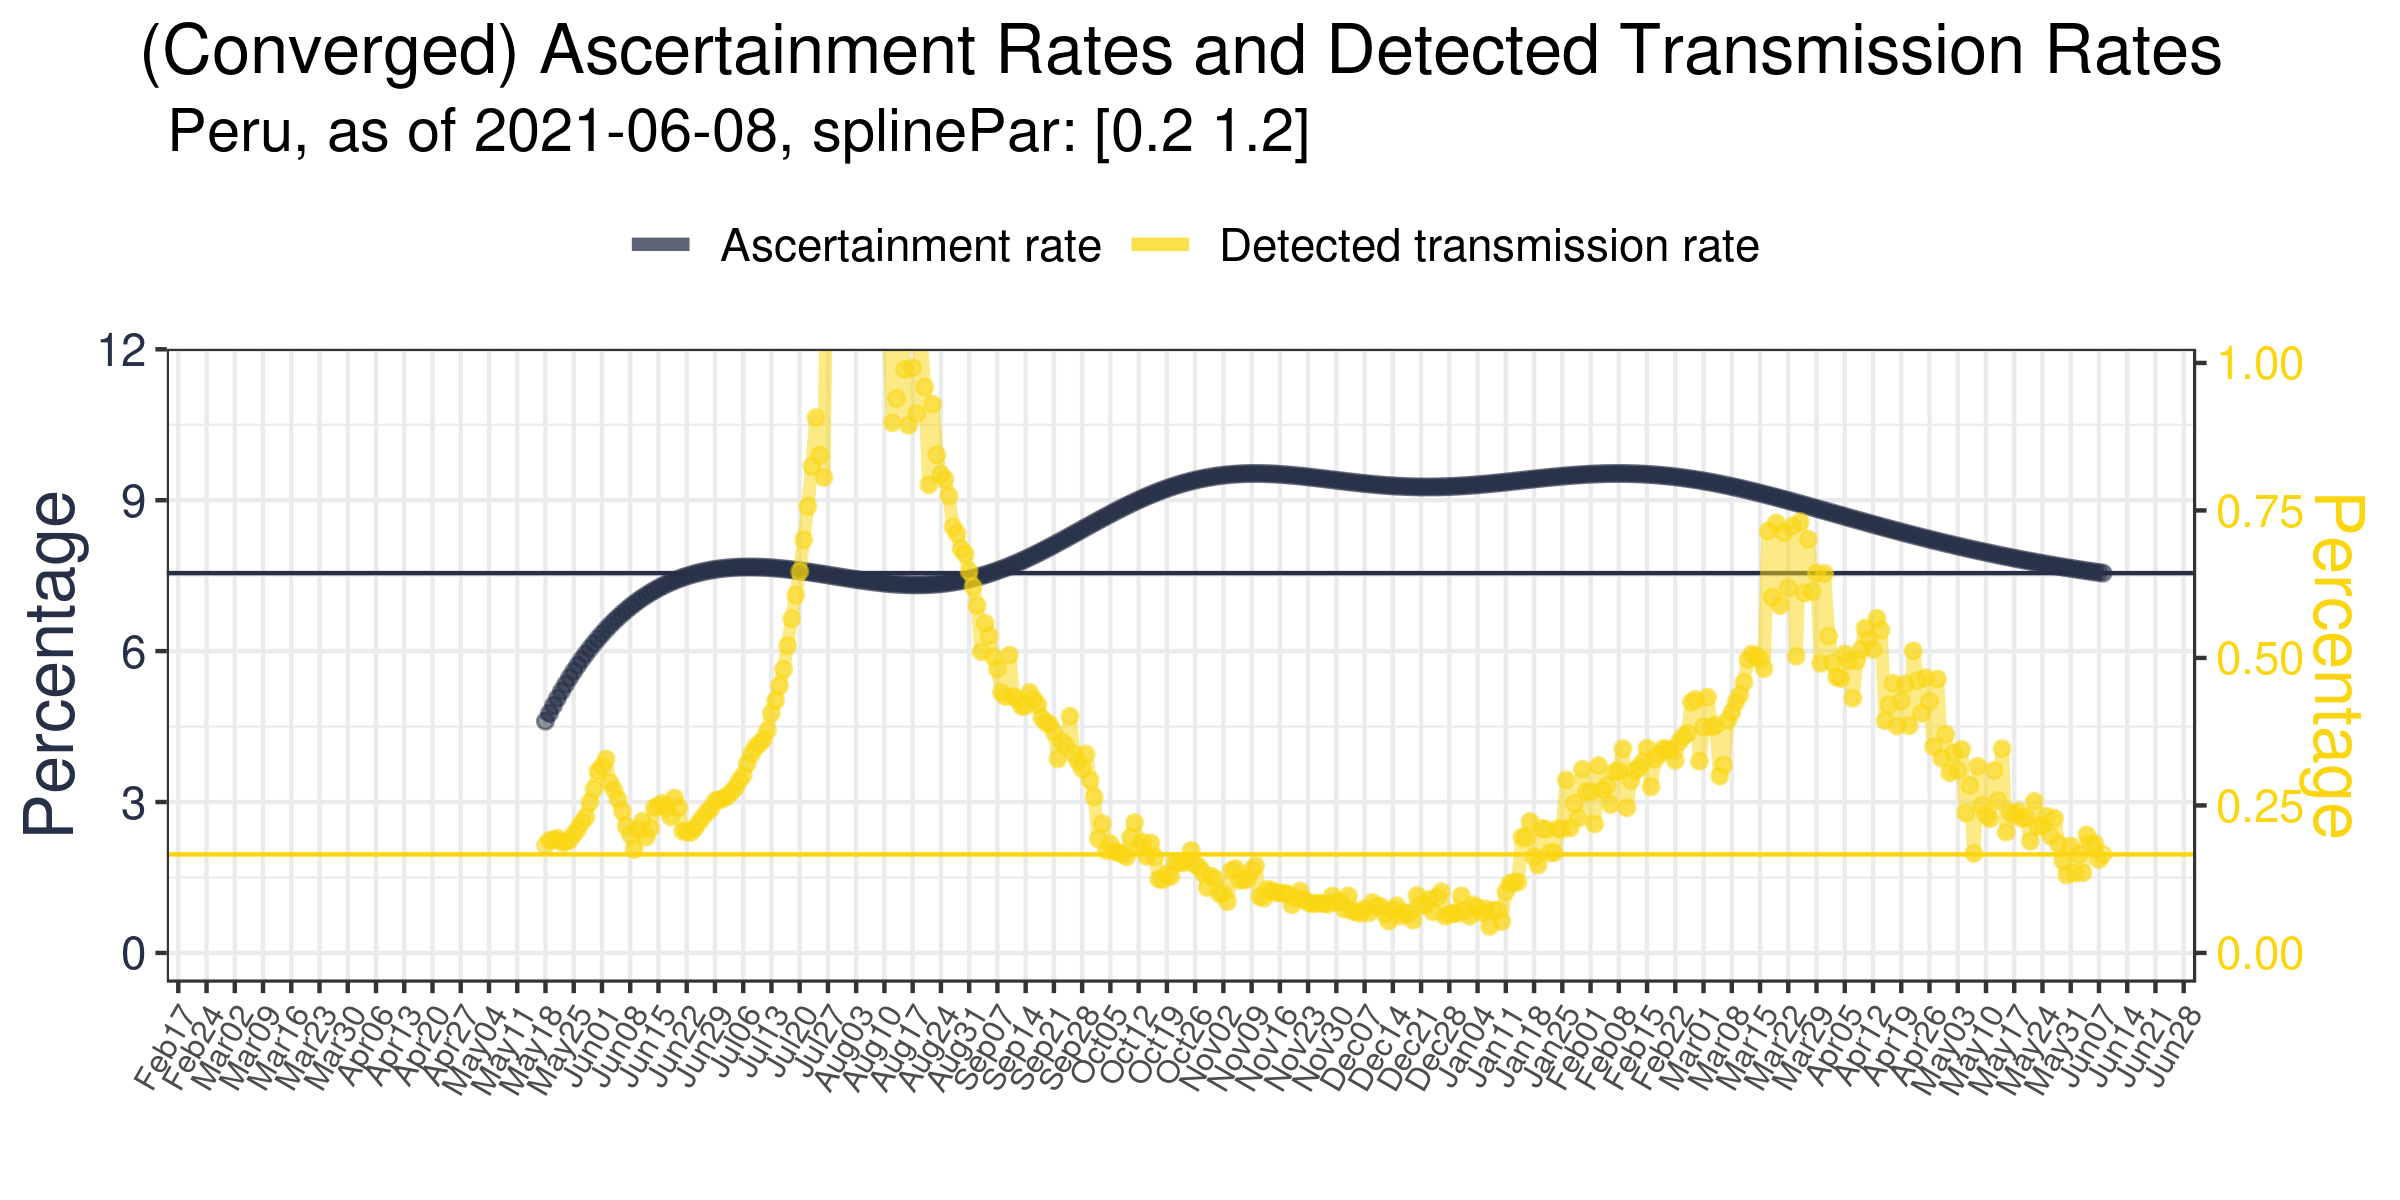 (Converged) Ascertainment Rates and Detected Transmission Rates
Peru, as of 2021-06-08, splinePar: [0.2 1.2]
Ascertainment rate
Detected transmission rate
Percentage
12
9
6
3
0
1.00
0.75
0.50
0.25
0.00
Percentage
Feb17
Feb24
Mar02
Mar09
Mar16
Mar23
Mar30
Apr06
Apr13
Apr20
Apr27
May04
May11
May18
May25
Jun01
Jun08
Jun15
Jun22
Jun29
Jul06
Jul13
Jul20
Jul27
Aug03
Aug10
Aug17
Aug24
Aug31
Sep07
Sep14
Sep21
Sep28
Oct05
Oct12
Oct19
Oct26
Nov02
Nov09
Nov16
Nov23
Nov30
Dec07
Dec14
Dec21
Dec28
Jan04
Jan11
Jan18
Jan25
Feb01
Feb08
Feb15
Feb22
Mar01
Mar08
Mar15
Mar22
Mar29
Apr05
Apr12
Apr19
Apr26
May03
May10
May17
May24
May31
Jun07
Jun14
Jun21
Jun28